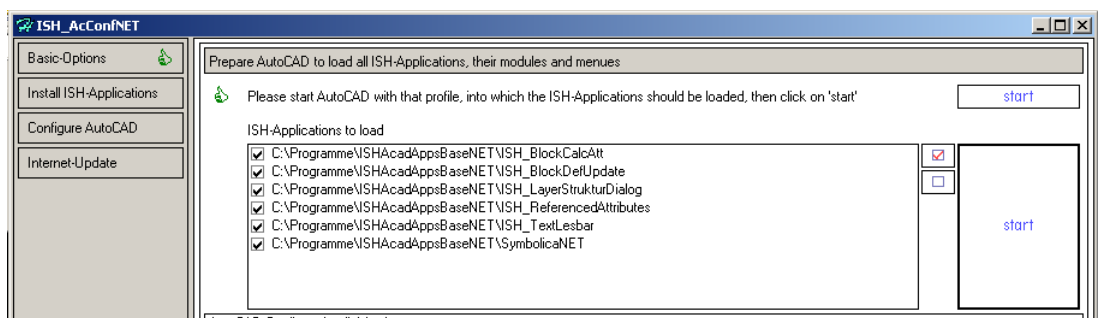 ISH_AcConfNET
Basic-Options
Install ISH-Applications
Configure AutoCAD
Internet-Update
Prepare AutoCAD to load all ISH-Applications, their modules and menues
Please start AutoCAD with that profile, into which the ISH-Applications should be loaded, then click on 'start'
start
ISH-Applications to load
C:\Programme\ISHAcadAppsBaseNET\ISH_BlockCalcAtt
C:\Programme\ISHAcadAppsBaseNET\ISH_BlockDefUpdate
C:\Programme\ISHAcadAppsBaseNET\ISH_LayerStrukturDialog
C:\Programme\ISHAcadAppsBaseNET\ISH_ReferencedAttributes
C:\Programme\ISHAcadAppsBaseNET\ISH_TextLesbar
C:\Programme\ISHAcadAppsBaseNET\SymbolicaNET
start